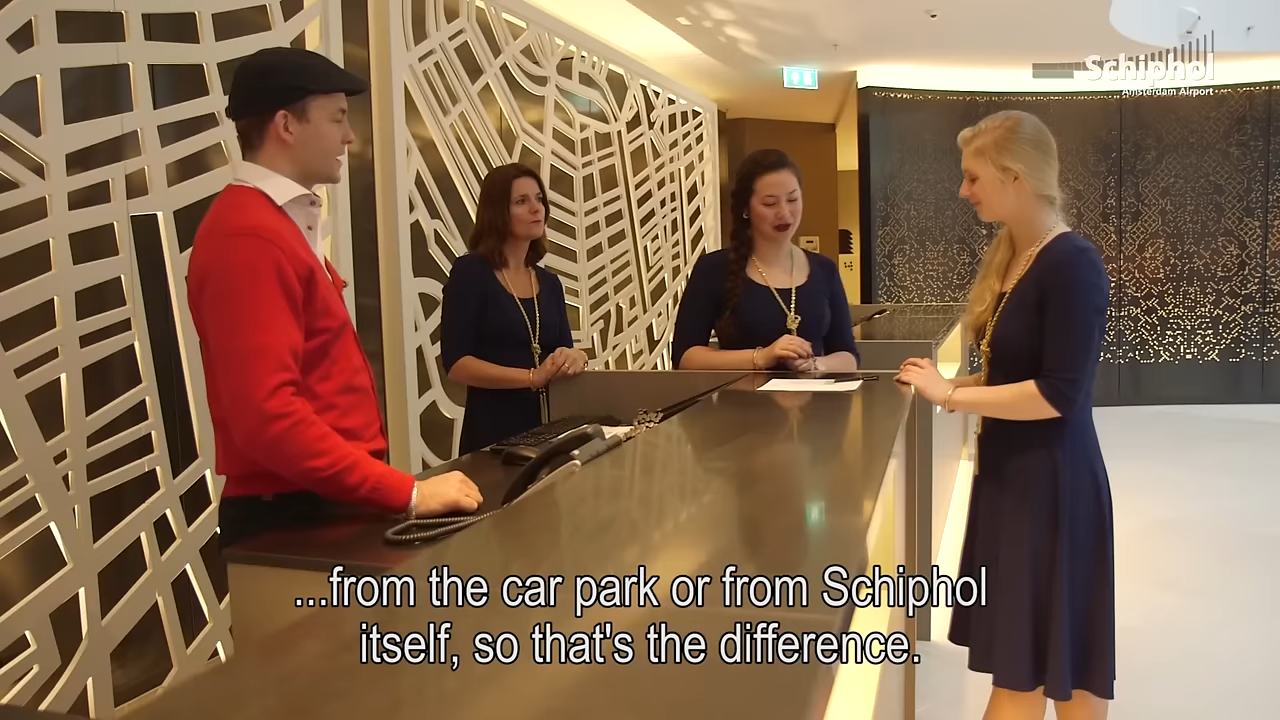 Schiphol
Amsterdam Airport
...from the car park or from Schiphol
itself, so that's the difference.